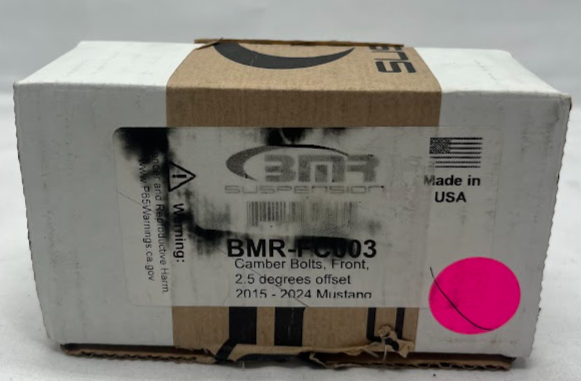 BMR
SUSPENSION
Made in
USA
BMR-FC003
Camber Bolts, Front,
2.5 degrees offset
2015 - 2024 Mustang
Warning:
and Reproductive Harm
www.P65Warnings.ca.gov